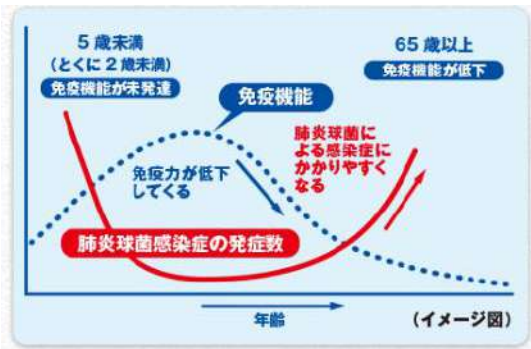 5歳未満
(とくに2歳未満)
免疫機能が未発達
65歳以上
免疫機能が低下
免疫機能
肺炎球菌に
よる感染症に
かかりやすく
なる
免疫力が低下
してくる
肺炎球菌感染症の発症数
年齢
(イメージ図)